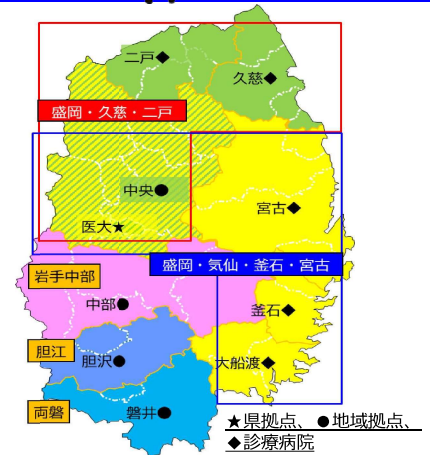 二戸◆
久慈◆
盛岡・久慈・二戸
中央●
宮古◆
医大★
盛岡・気仙・釜石・宮古
岩手中部
中部●
釜石◆
胆江
胆沢●
大船渡◆
両磐
磐井●
★県拠点、●地域拠点、
◆診療病院